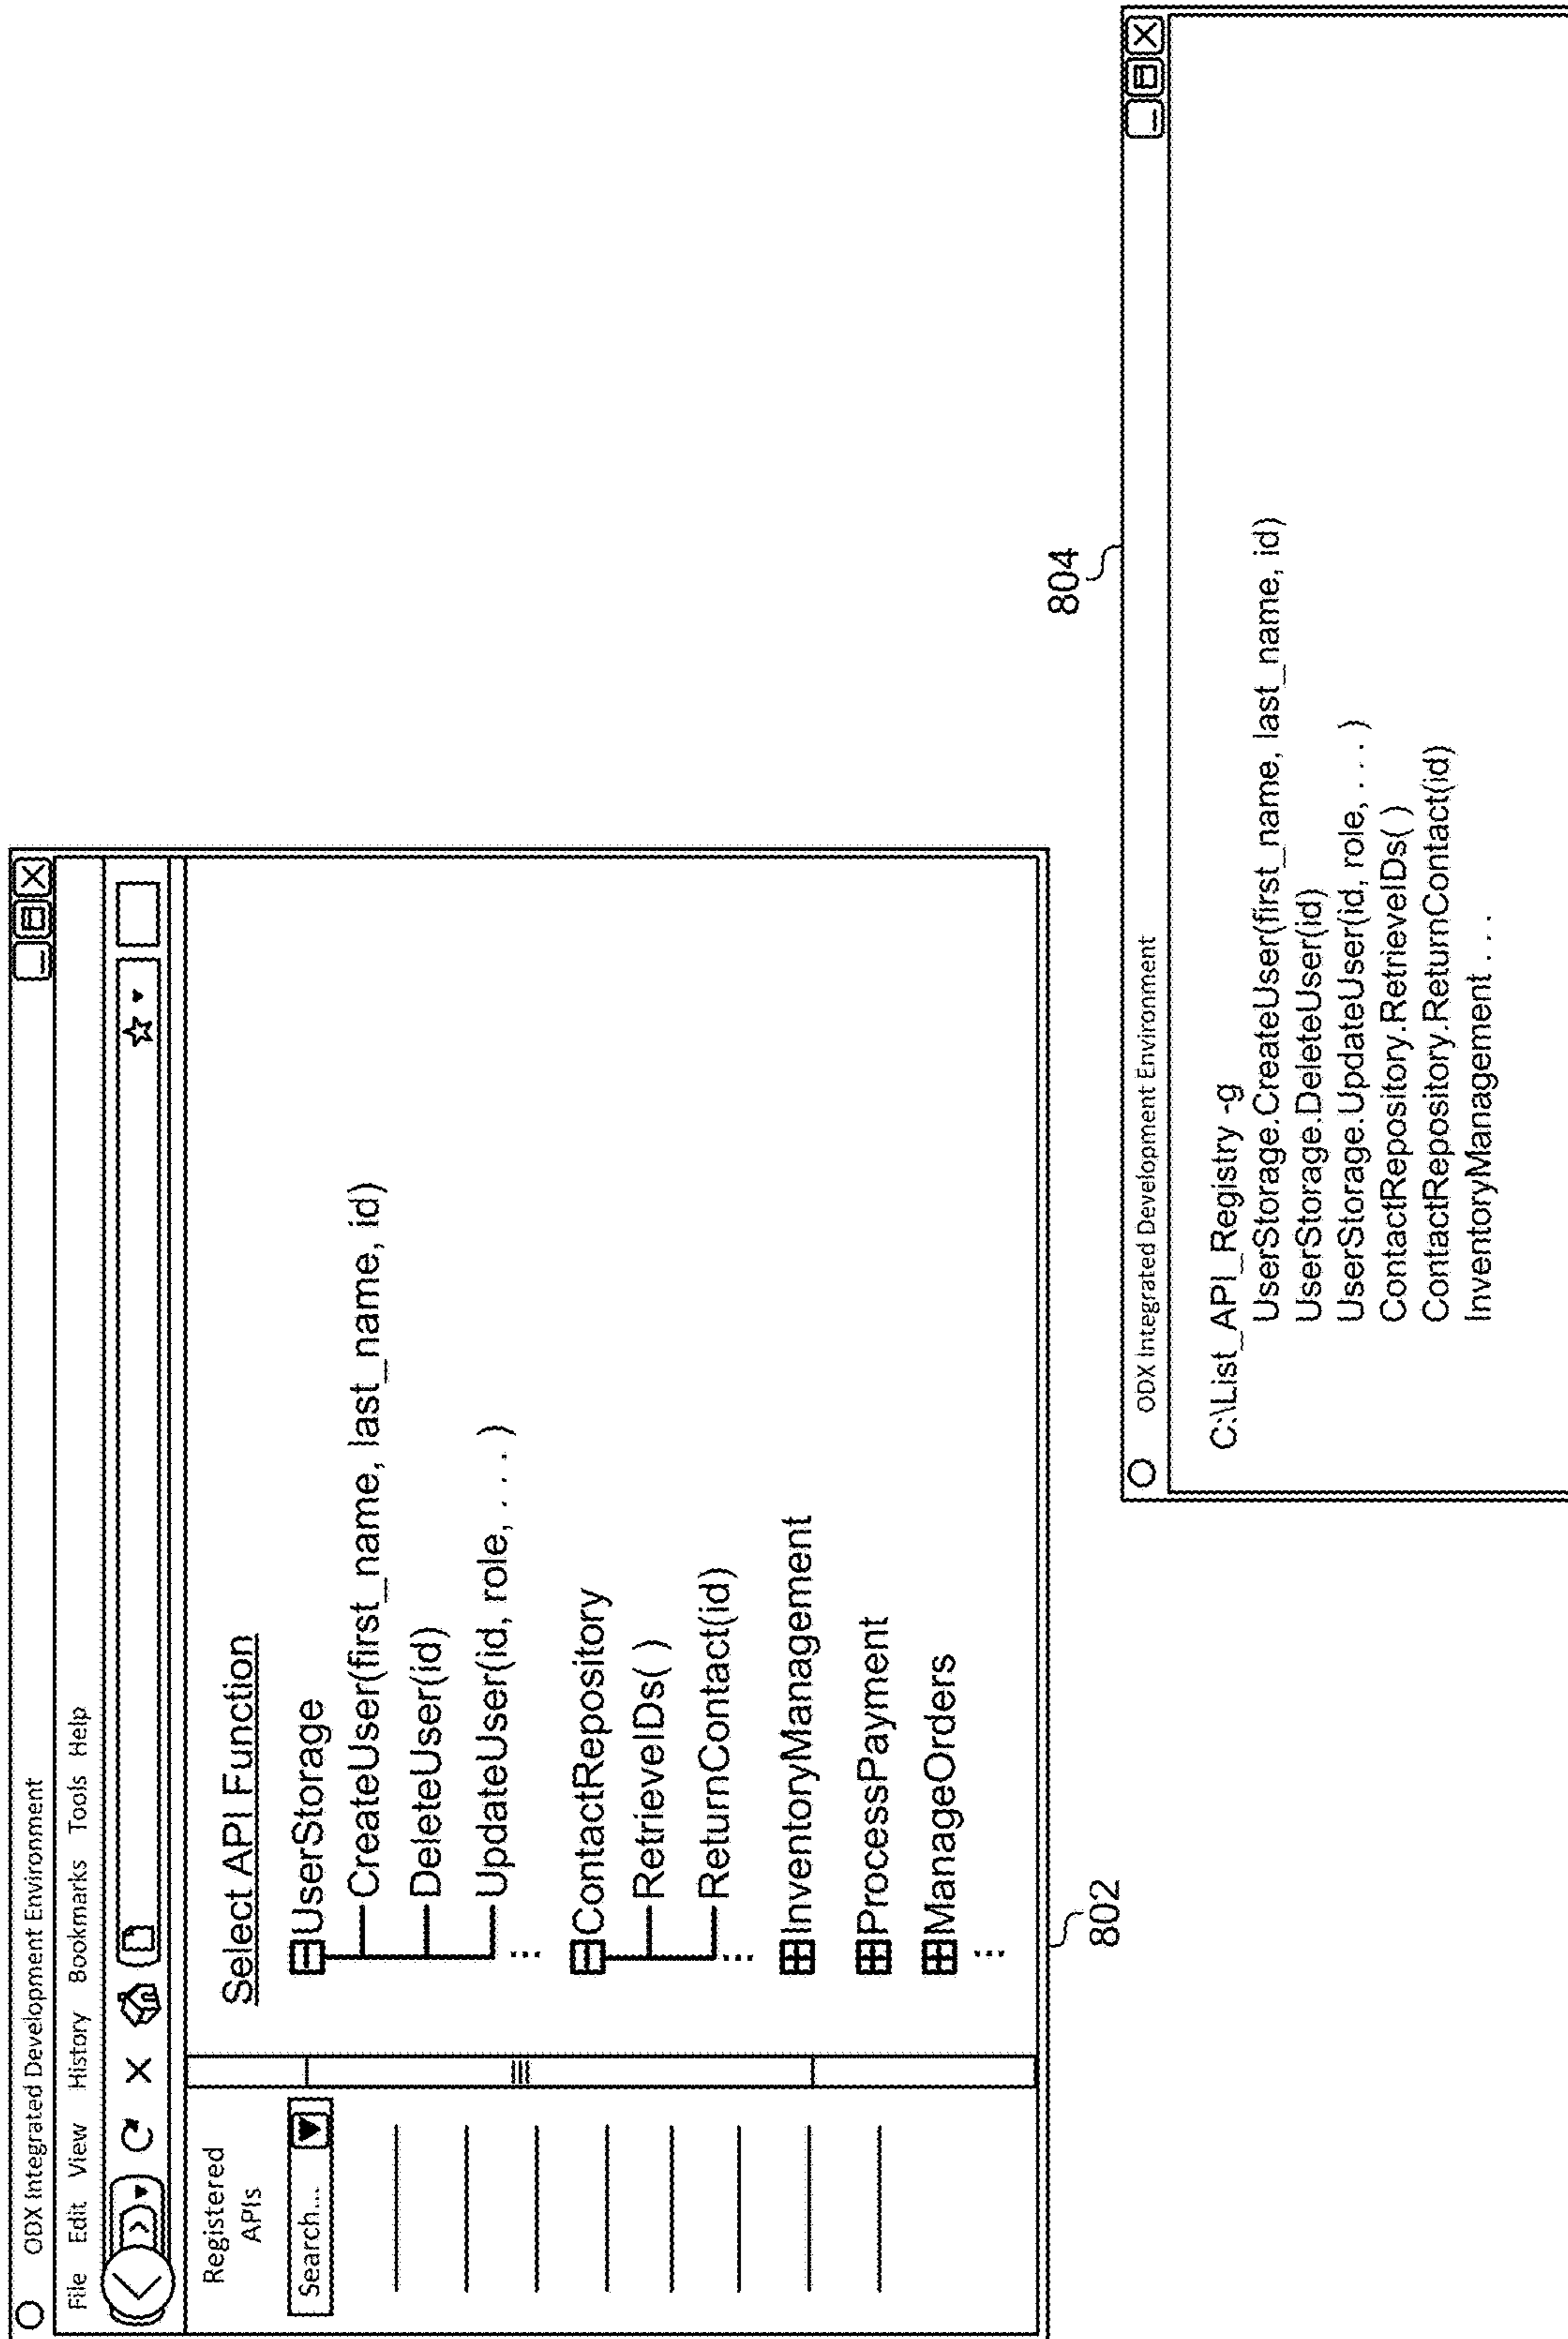 ODX Integrated Development Environment
File Edit View History Bookmarks Tools Help
Registered
APIs
Search...
Select API Function
UserStorage
CreateUser(first_name, last_name, id)
DeleteUser(id)
UpdateUser(id, role, . . . )
ContactRepository
RetrieveIDs( )
ReturnContact(id)
InventoryManagement
ProcessPayment
ManageOrders
802
804
ODX Integrated Development Environment
C:\List_API_Registry -g
UserStorage.CreateUser(first_name, last_name, id)
UserStorage.DeleteUser(id)
UserStorage.UpdateUser(id, role, . . . )
ContactRepository.RetrieveIDs( )
ContactRepository.ReturnContact(id)
InventoryManagement . . .